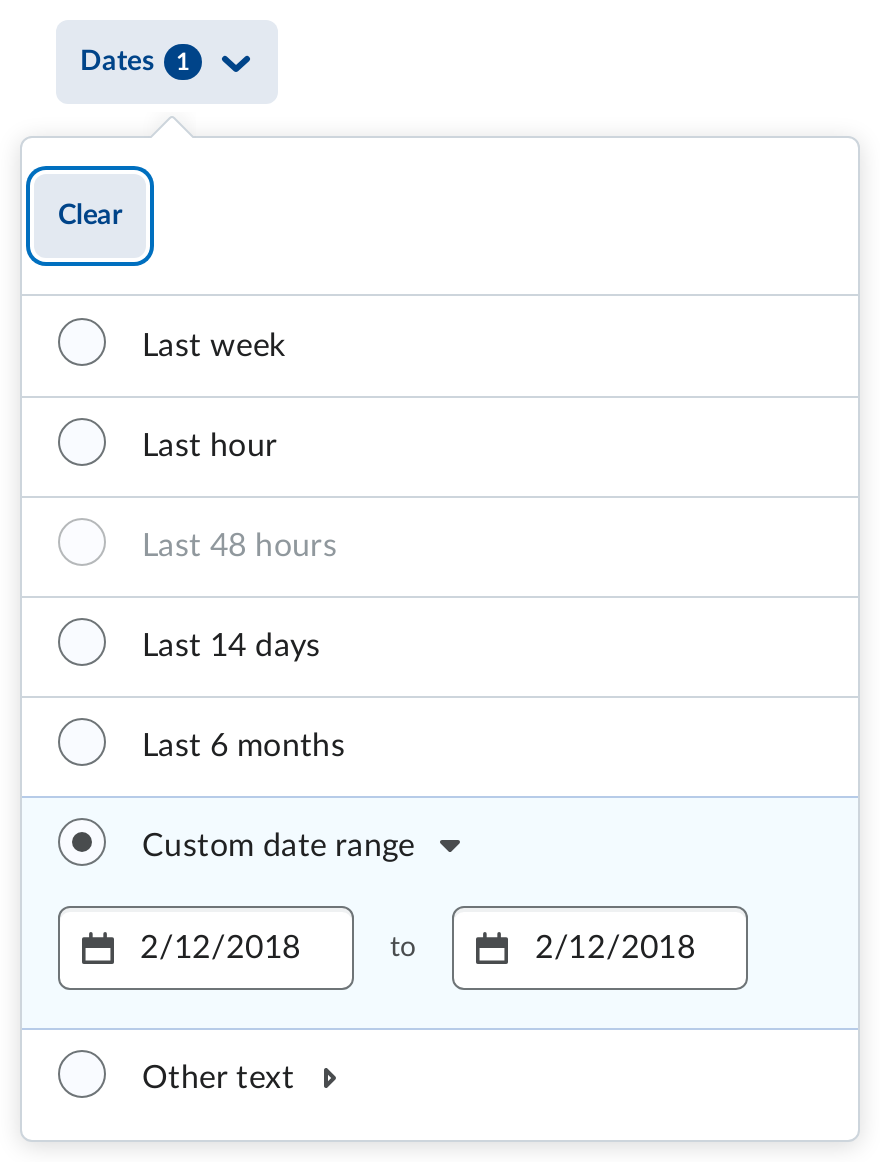 Dates 1
Clear
Last week
Last hour
Last 48 hours
Last 14 days
Last 6 months
Custom date range
2/12/2018 to 2/12/2018
Other text